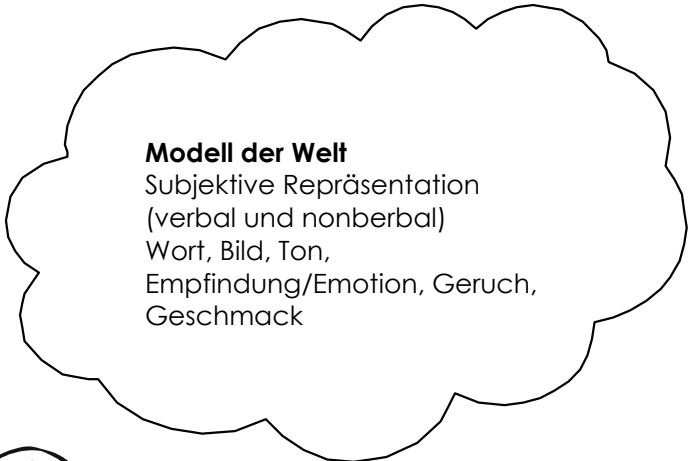 Modell der Welt
Subjektive Repräsentation
(verbal und nonberbal)
Wort, Bild, Ton,
Empfindung/Emotion, Geruch,
Geschmack